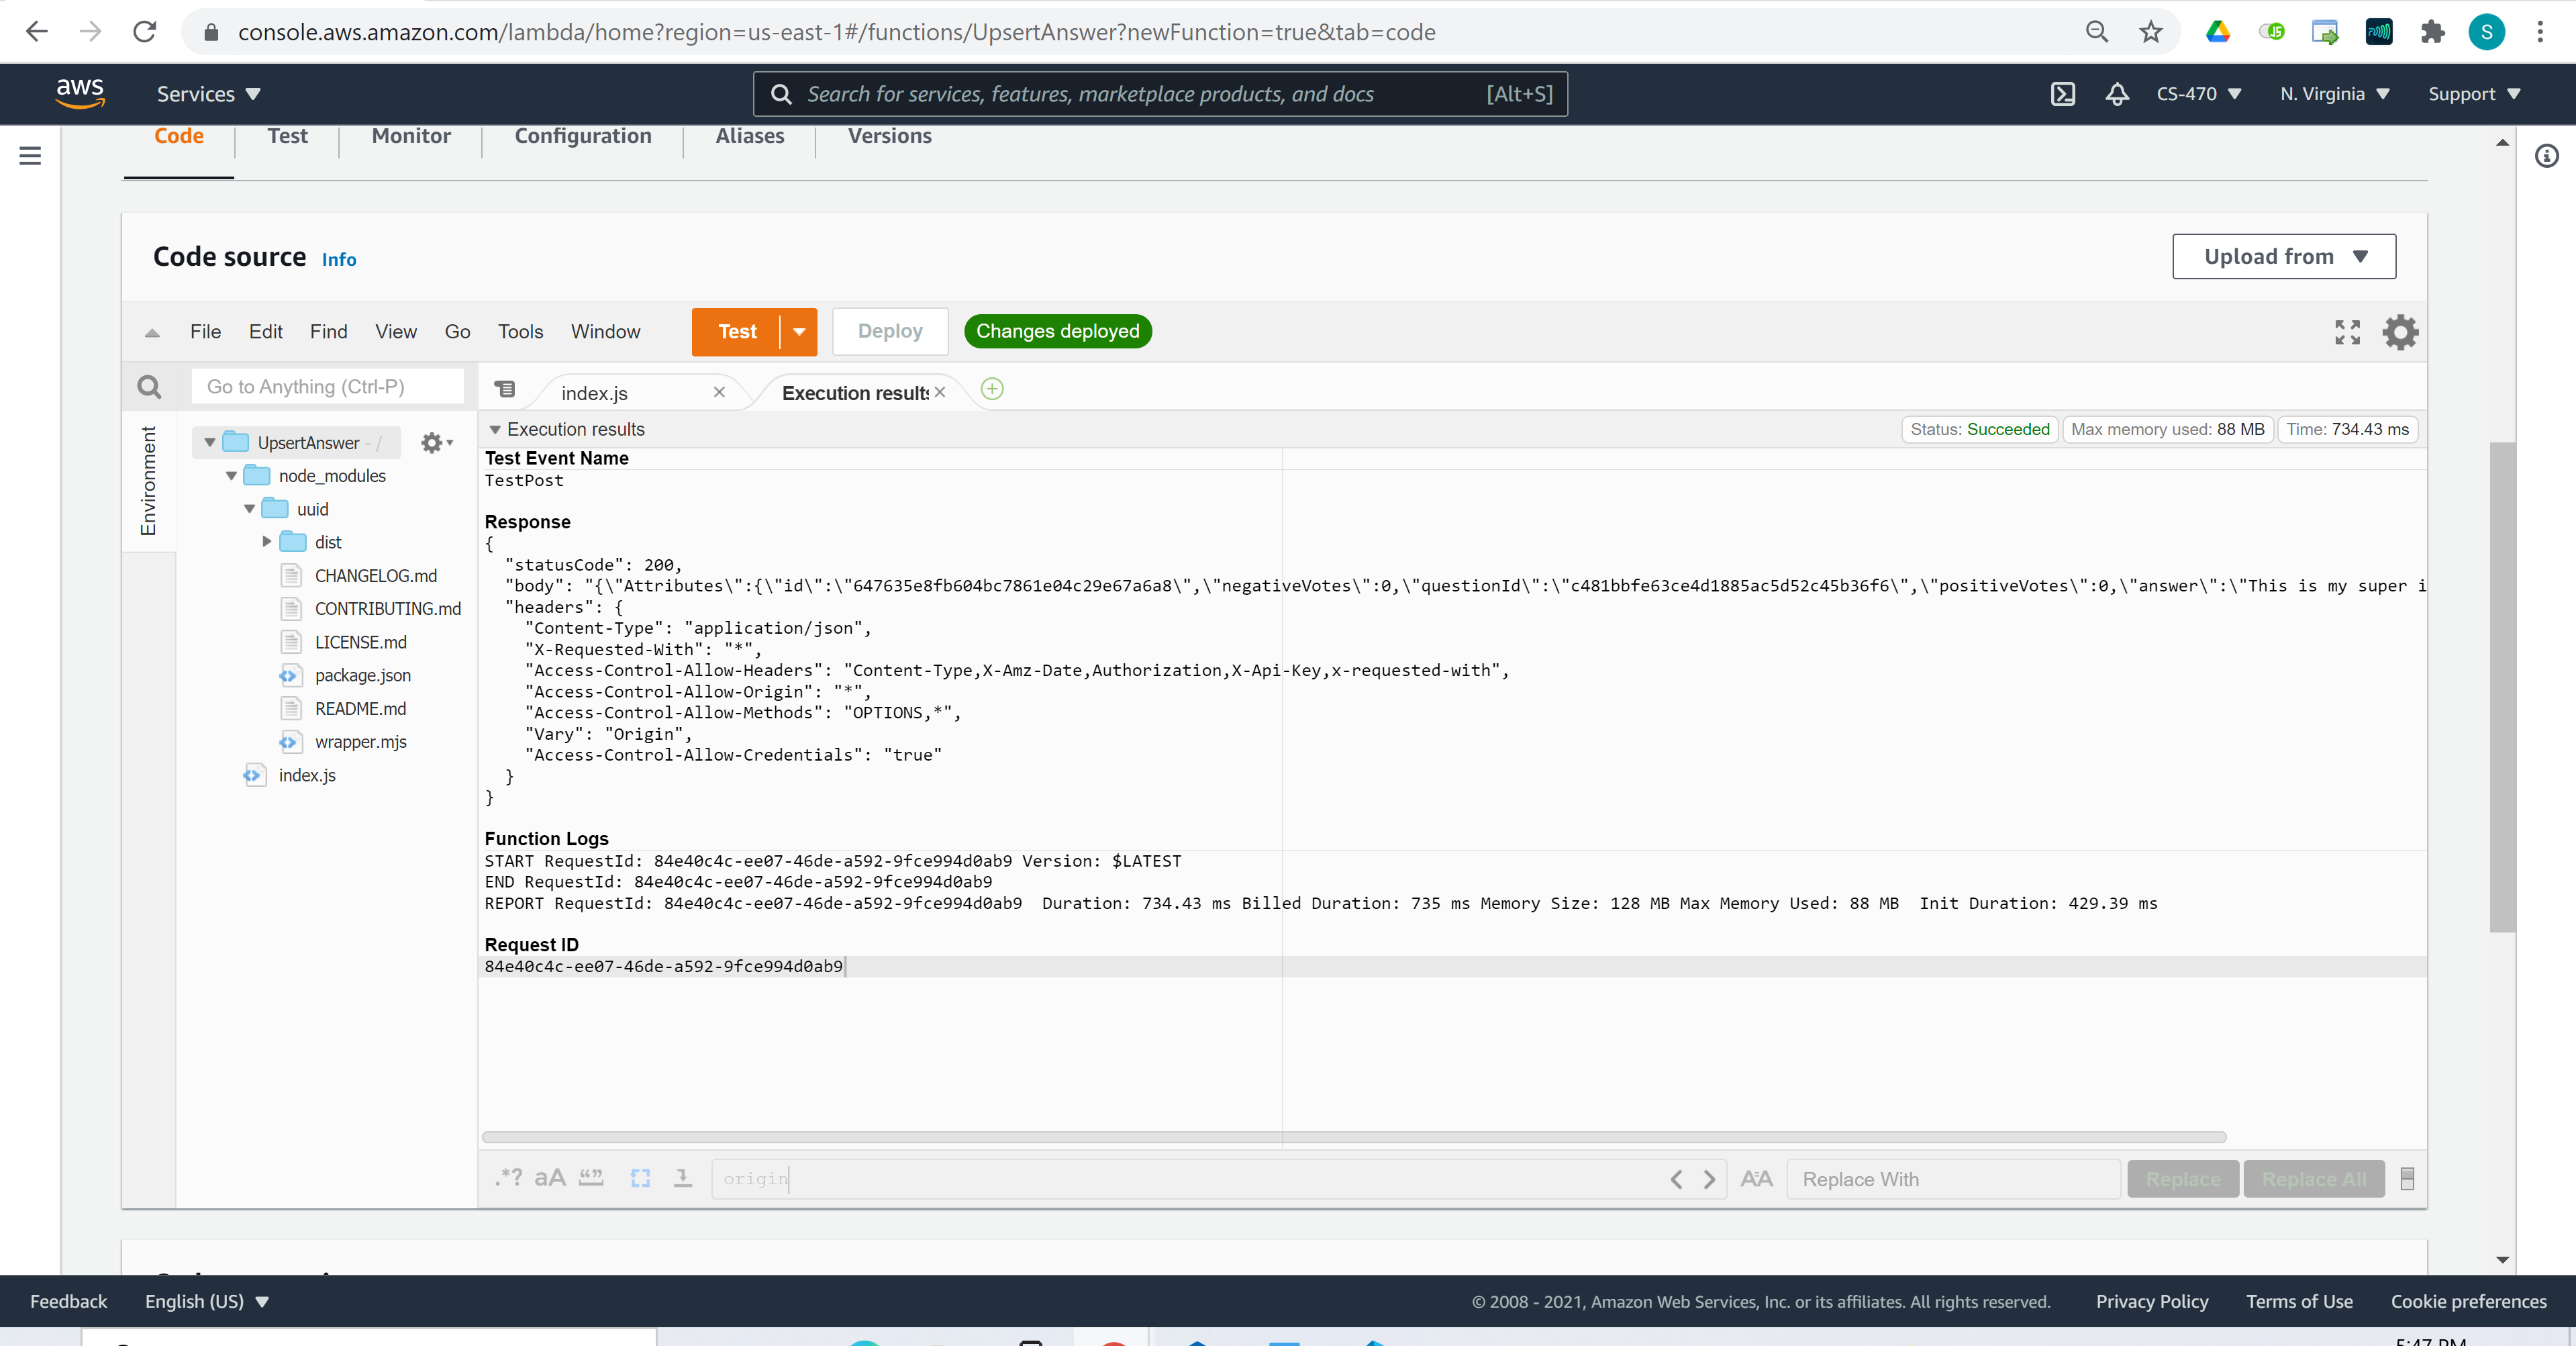 console.aws.amazon.com/lambda/home?region=us-east-1#/functions/UpsertAnswer?newFunction=true&tab=code
JS
S
aws
Services
Search for services, features, marketplace products, and docs [Alt+S]
CS-470
N. Virginia
Support
Code
Test
Monitor
Configuration
Aliases
Versions
Code source Info
Upload from
File Edit Find View Go Tools Window
Test
Deploy
Changes deployed
Go to Anything (Ctrl-P)
index.js
Execution results
Environment
UpsertAnswer - /
node_modules
uuid
dist
CHANGELOG.md
CONTRIBUTING.md
LICENSE.md
package.json
README.md
wrapper.mjs
index.js
Execution results
Status: Succeeded
Max memory used: 88 MB
Time: 734.43 ms
Test Event Name
TestPost
Response
{
"statusCode": 200,
"body": "{\"Attributes\":{\"id\":\"647635e8fb604bc7861e04c29e67a6a8\",\"negativeVotes\":0,\"questionId\":\"c481bbfe63ce4d1885ac5d52c45b36f6\",\"positiveVotes\":0,\"answer\":\"This is my super i
"headers": {
"Content-Type": "application/json",
"X-Requested-With": "*",
"Access-Control-Allow-Headers": "Content-Type,X-Amz-Date,Authorization,X-Api-Key,x-requested-with",
"Access-Control-Allow-Origin": "*",
"Access-Control-Allow-Methods": "OPTIONS,*",
"Vary": "Origin",
"Access-Control-Allow-Credentials": "true"
}
}
Function Logs
START RequestId: 84e40c4c-ee07-46de-a592-9fce994d0ab9 Version: $LATEST
END RequestId: 84e40c4c-ee07-46de-a592-9fce994d0ab9
REPORT RequestId: 84e40c4c-ee07-46de-a592-9fce994d0ab9 Duration: 734.43 ms Billed Duration: 735 ms Memory Size: 128 MB Max Memory Used: 88 MB Init Duration: 429.39 ms
Request ID
84e40c4c-ee07-46de-a592-9fce994d0ab9
.*? aA “”
origin
AA
Replace With
Replace
Replace All
Feedback
English (US)
© 2008 - 2021, Amazon Web Services, Inc. or its affiliates. All rights reserved.
Privacy Policy
Terms of Use
Cookie preferences
5:47 PM